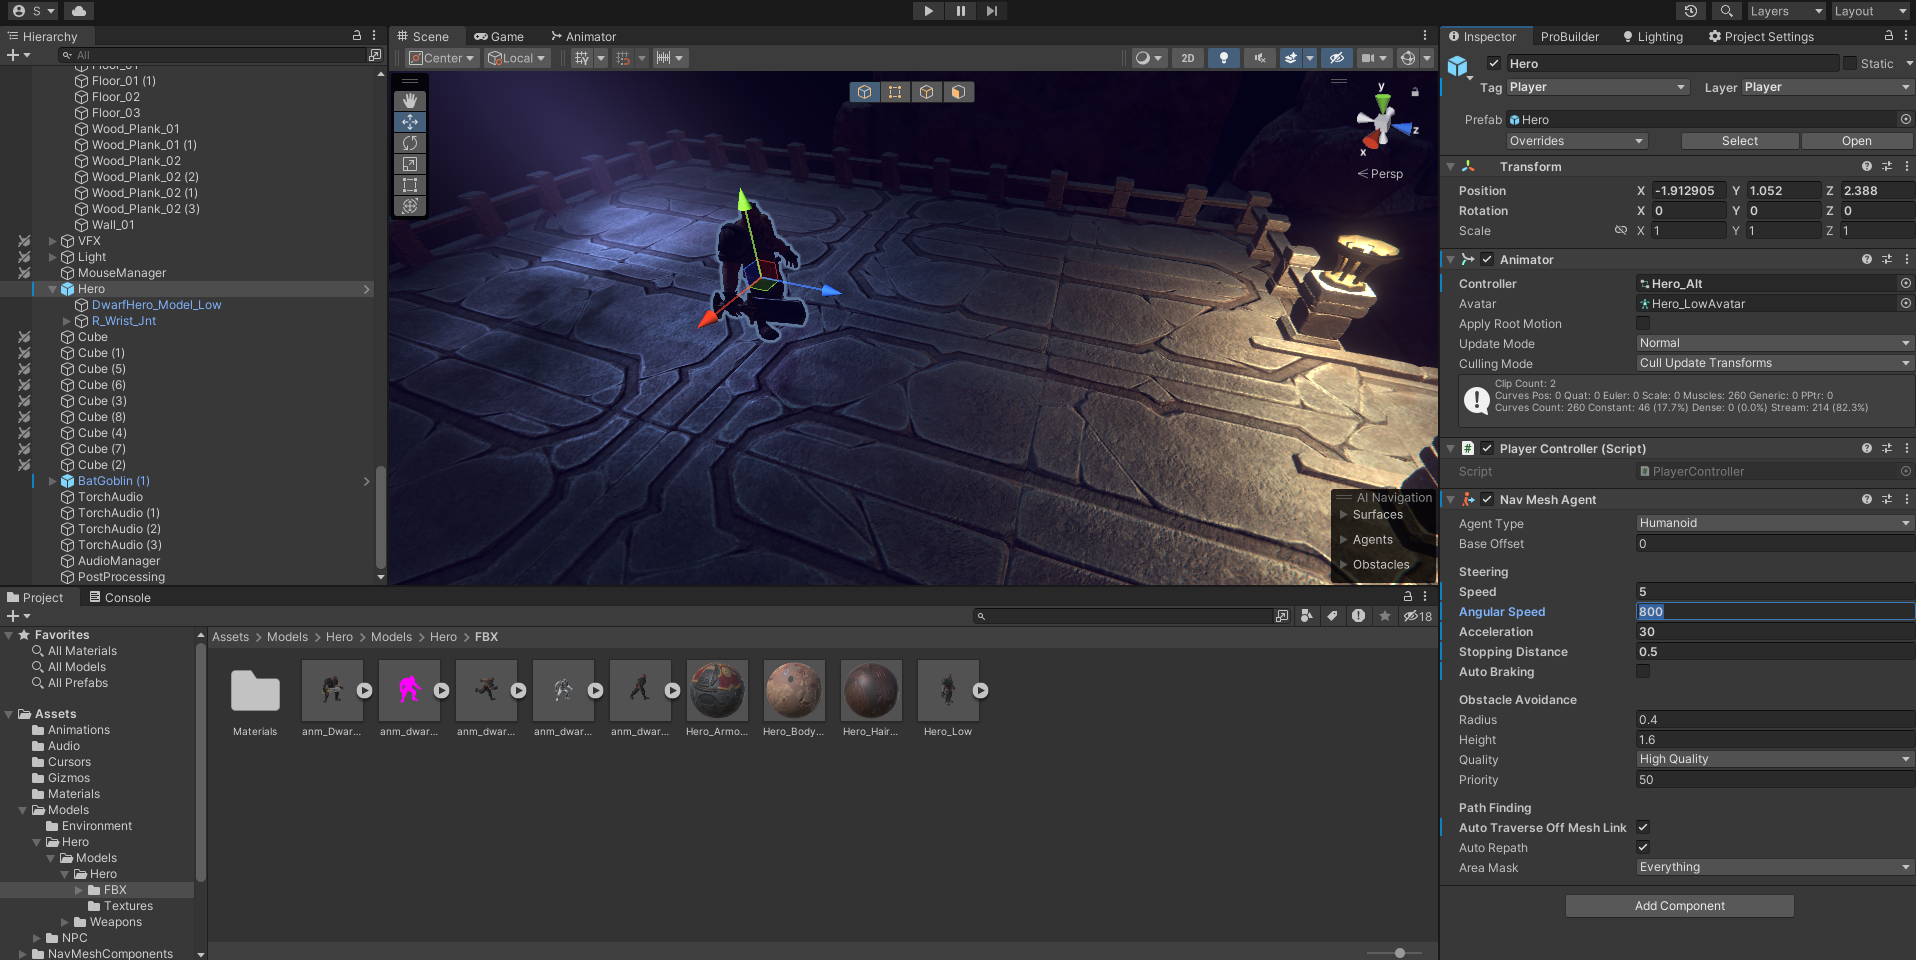 S
Layers
Layout
Hierarchy
All
Floor_01 (1)
Floor_02
Floor_03
Wood_Plank_01
Wood_Plank_01 (1)
Wood_Plank_02
Wood_Plank_02 (2)
Wood_Plank_02 (1)
Wood_Plank_02 (3)
Wall_01
VFX
Light
MouseManager
Hero
DwarfHero_Model_Low
R_Wrist_Jnt
Cube
Cube (1)
Cube (5)
Cube (6)
Cube (3)
Cube (8)
Cube (4)
Cube (7)
Cube (2)
BatGoblin (1)
TorchAudio
TorchAudio (1)
TorchAudio (2)
TorchAudio (3)
AudioManager
PostProcessing
Scene
Game
Animator
Center
Local
2D
y
z
x
Persp
AI Navigation
Surfaces
Agents
Obstacles
Inspector
ProBuilder
Lighting
Project Settings
Hero
Static
Tag Player
Layer Player
Prefab Hero
Overrides
Select
Open
Transform
Position X -1.912905 Y 1.052 Z 2.388
Rotation X 0 Y 0 Z 0
Scale X 1 Y 1 Z 1
Animator
Controller Hero_Alt
Avatar Hero_LowAvatar
Apply Root Motion
Update Mode Normal
Culling Mode Cull Update Transforms
Clip Count: 2
Curves Pos: 0 Quat: 0 Euler: 0 Scale: 0 Muscles: 260 Generic: 0 PPtr: 0
Curves Count: 260 Constant: 46 (17.7%) Dense: 0 (0.0%) Stream: 214 (82.3%)
Player Controller (Script)
Script PlayerController
Nav Mesh Agent
Agent Type Humanoid
Base Offset 0
Steering
Speed 5
Angular Speed 800
Acceleration 30
Stopping Distance 0.5
Auto Braking
Obstacle Avoidance
Radius 0.4
Height 1.6
Quality High Quality
Priority 50
Path Finding
Auto Traverse Off Mesh Link
Auto Repath
Area Mask Everything
Add Component
Project
Console
18
Favorites
All Materials
All Models
All Prefabs
Assets
Animations
Audio
Cursors
Gizmos
Materials
Models
Environment
Hero
Models
Hero
FBX
Textures
Weapons
NPC
NavMeshComponents
Assets > Models > Hero > Models > Hero > FBX
Materials
anm_Dwar...
anm_dwar...
anm_dwar...
anm_dwar...
anm_dwar...
Hero_Armo...
Hero_Body...
Hero_Hair...
Hero_Low